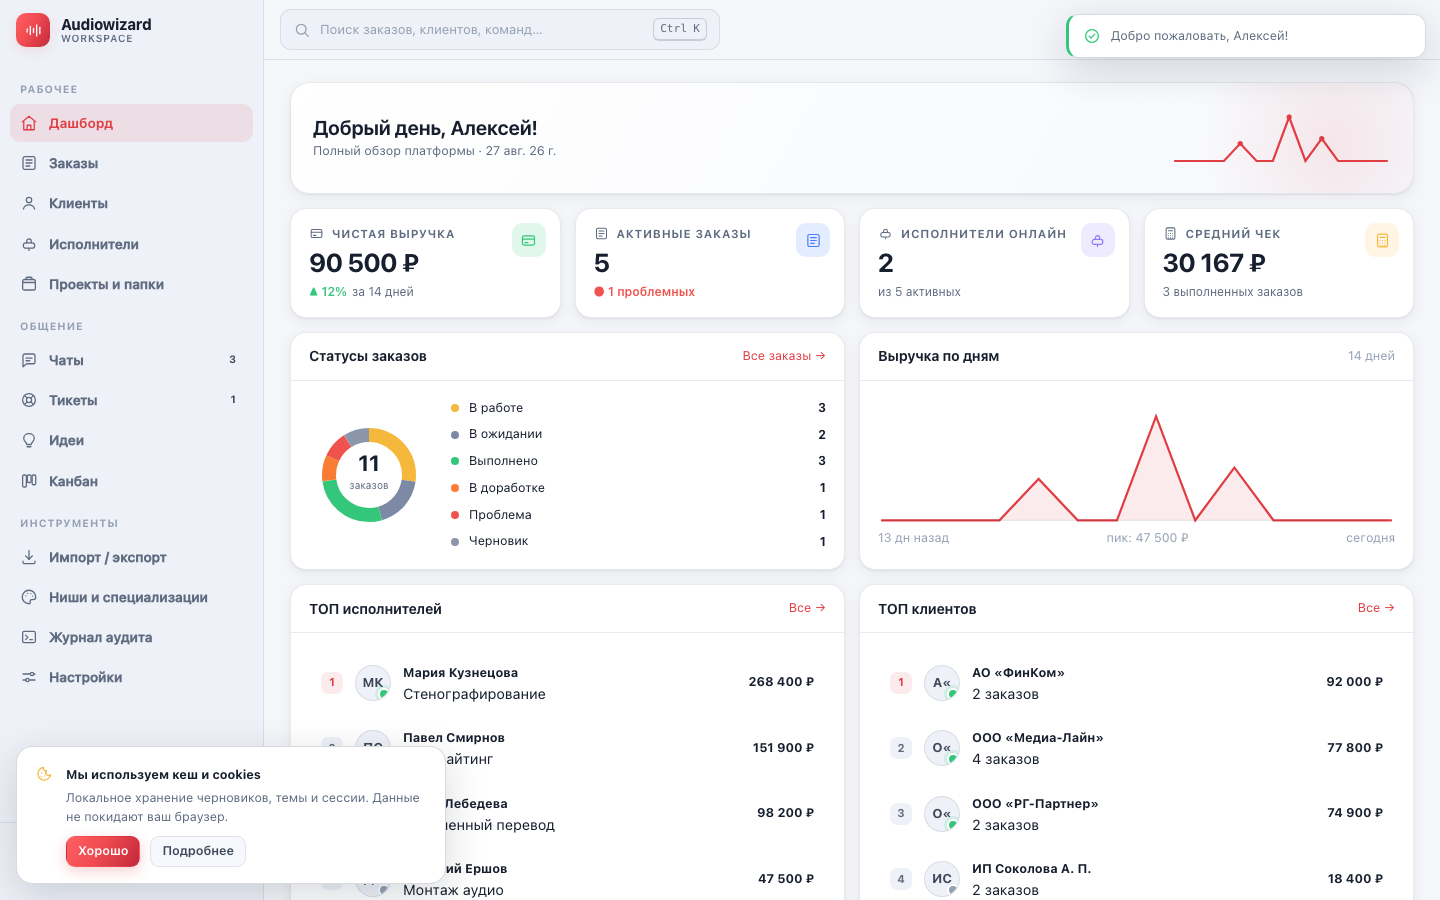 Audiowizard
WORKSPACE
Поиск заказов, клиентов, команд...
Ctrl K
Добро пожаловать, Алексей!
РАБОЧЕЕ
Дашборд
Заказы
Клиенты
Исполнители
Проекты и папки
ОБЩЕНИЕ
Чаты 3
Тикеты 1
Идеи
Канбан
ИНСТРУМЕНТЫ
Импорт / экспорт
Ниши и специализации
Журнал аудита
Настройки
Добрый день, Алексей!
Полный обзор платформы · 27 авг. 26 г.
ЧИСТАЯ ВЫРУЧКА
90 500 ₽
▲ 12% за 14 дней
АКТИВНЫЕ ЗАКАЗЫ
5
1 проблемных
ИСПОЛНИТЕЛИ ОНЛАЙН
2
из 5 активных
СРЕДНИЙ ЧЕК
30 167 ₽
3 выполненных заказов
Статусы заказов
Все заказы →
11
заказов
В работе 3
В ожидании 2
Выполнено 3
В доработке 1
Проблема 1
Черновик 1
Выручка по дням
14 дней
13 дн назад
пик: 47 500 ₽
сегодня
ТОП исполнителей
Все →
1
МК
Мария Кузнецова
Стенографирование
268 400 ₽
Павел Смирнов
айтинг
151 900 ₽
Лебедева
енный перевод
98 200 ₽
ий Ершов
Монтаж аудио
47 500 ₽
ТОП клиентов
Все →
1
А«
АО «ФинКом»
2 заказов
92 000 ₽
2
О«
ООО «Медиа-Лайн»
4 заказов
77 800 ₽
3
О«
ООО «РГ-Партнер»
2 заказов
74 900 ₽
4
ИС
ИП Соколова А. П.
2 заказов
18 400 ₽
Мы используем кеш и cookies
Локальное хранение черновиков, темы и сессии. Данные
не покидают ваш браузер.
Хорошо
Подробнее